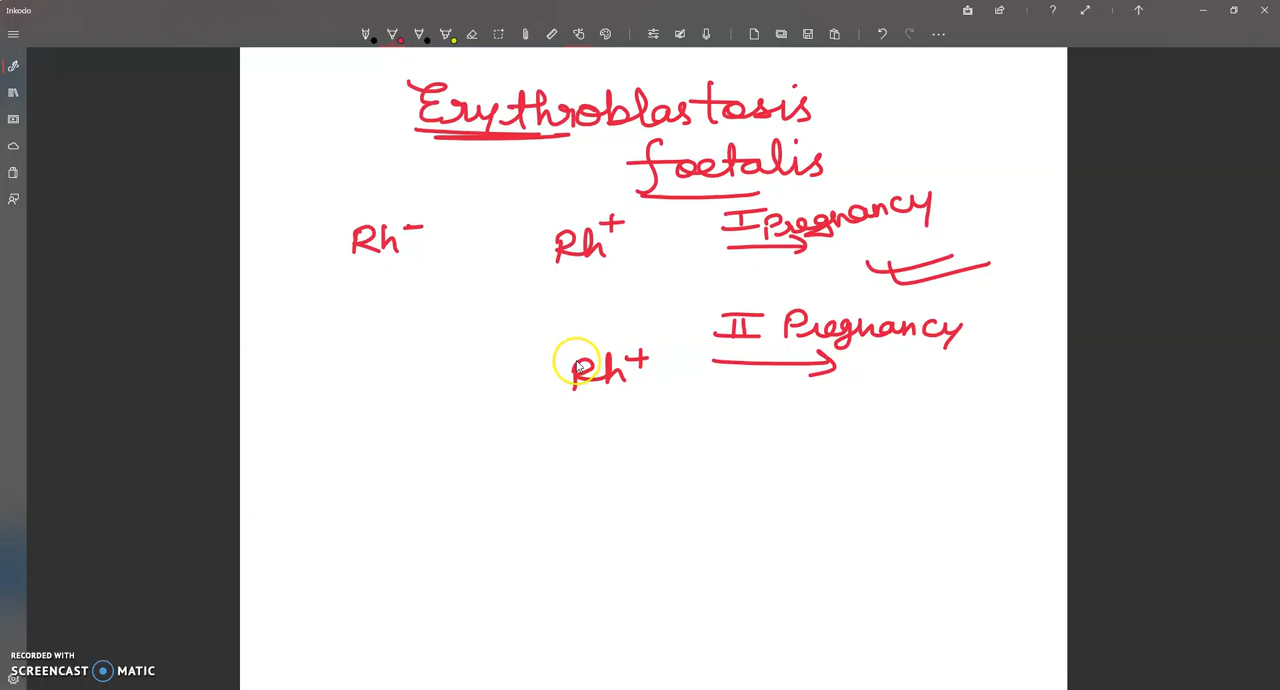 Inkodo
Erythroblastosis
foetalis
Rh⁻ Rh⁺ I Pregnancy
II Pregnancy
Rh⁺
RECORDED WITH
SCREENCAST MATIC